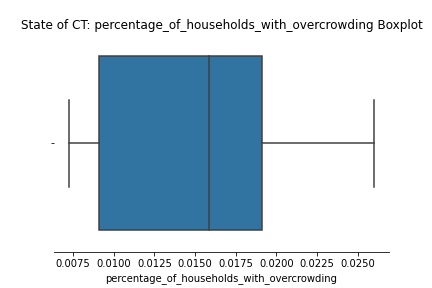 State of CT: percentage_of_households_with_overcrowding Boxplot
-
0.0075 0.0100 0.0125 0.0150 0.0175 0.0200 0.0225 0.0250
percentage_of_households_with_overcrowding